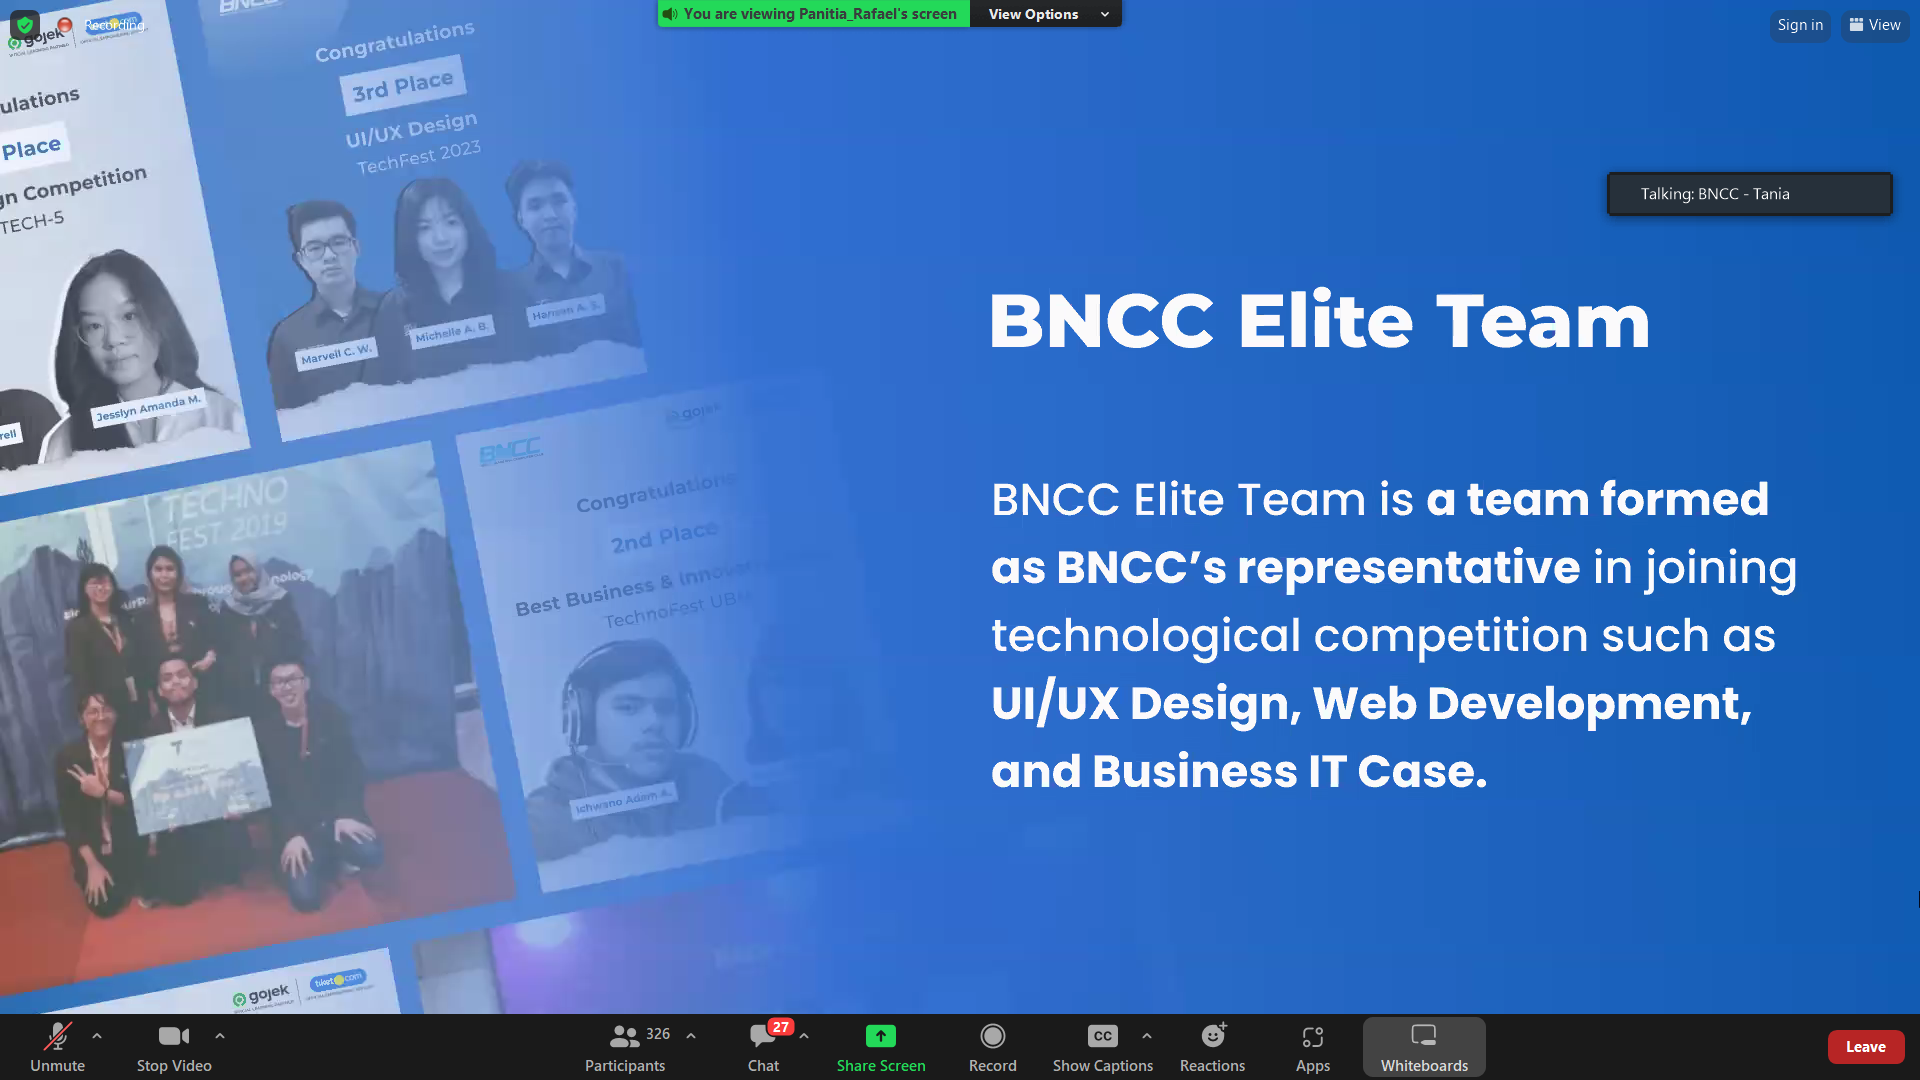 Recording
You are viewing Panitia_Rafael's screen
View Options
Sign in
View
gojek
BNCC
ulations
Place
gn Competition
TECH-5
rell
Jesslyn Amanda M.
Congratulations
3rd Place
UI/UX Design
TechFest 2023
Marvell C. W.
Michelle A. B.
Hansen A. S.
Talking: BNCC - Tania
BNCC Elite Team
BNCC Elite Team is a team formed
as BNCC’s representative in joining
technological competition such as
UI/UX Design, Web Development,
and Business IT Case.
TECHNO
FEST 2019
BNCC
gojek
Congratulations
2nd Place
Best Business & Innovat
TechnoFest UB
Ichwano Adam A.
gojek
tiket.com
Unmute
Stop Video
326
Participants
27
Chat
Share Screen
Record
CC
Show Captions
Reactions
Apps
Whiteboards
Leave